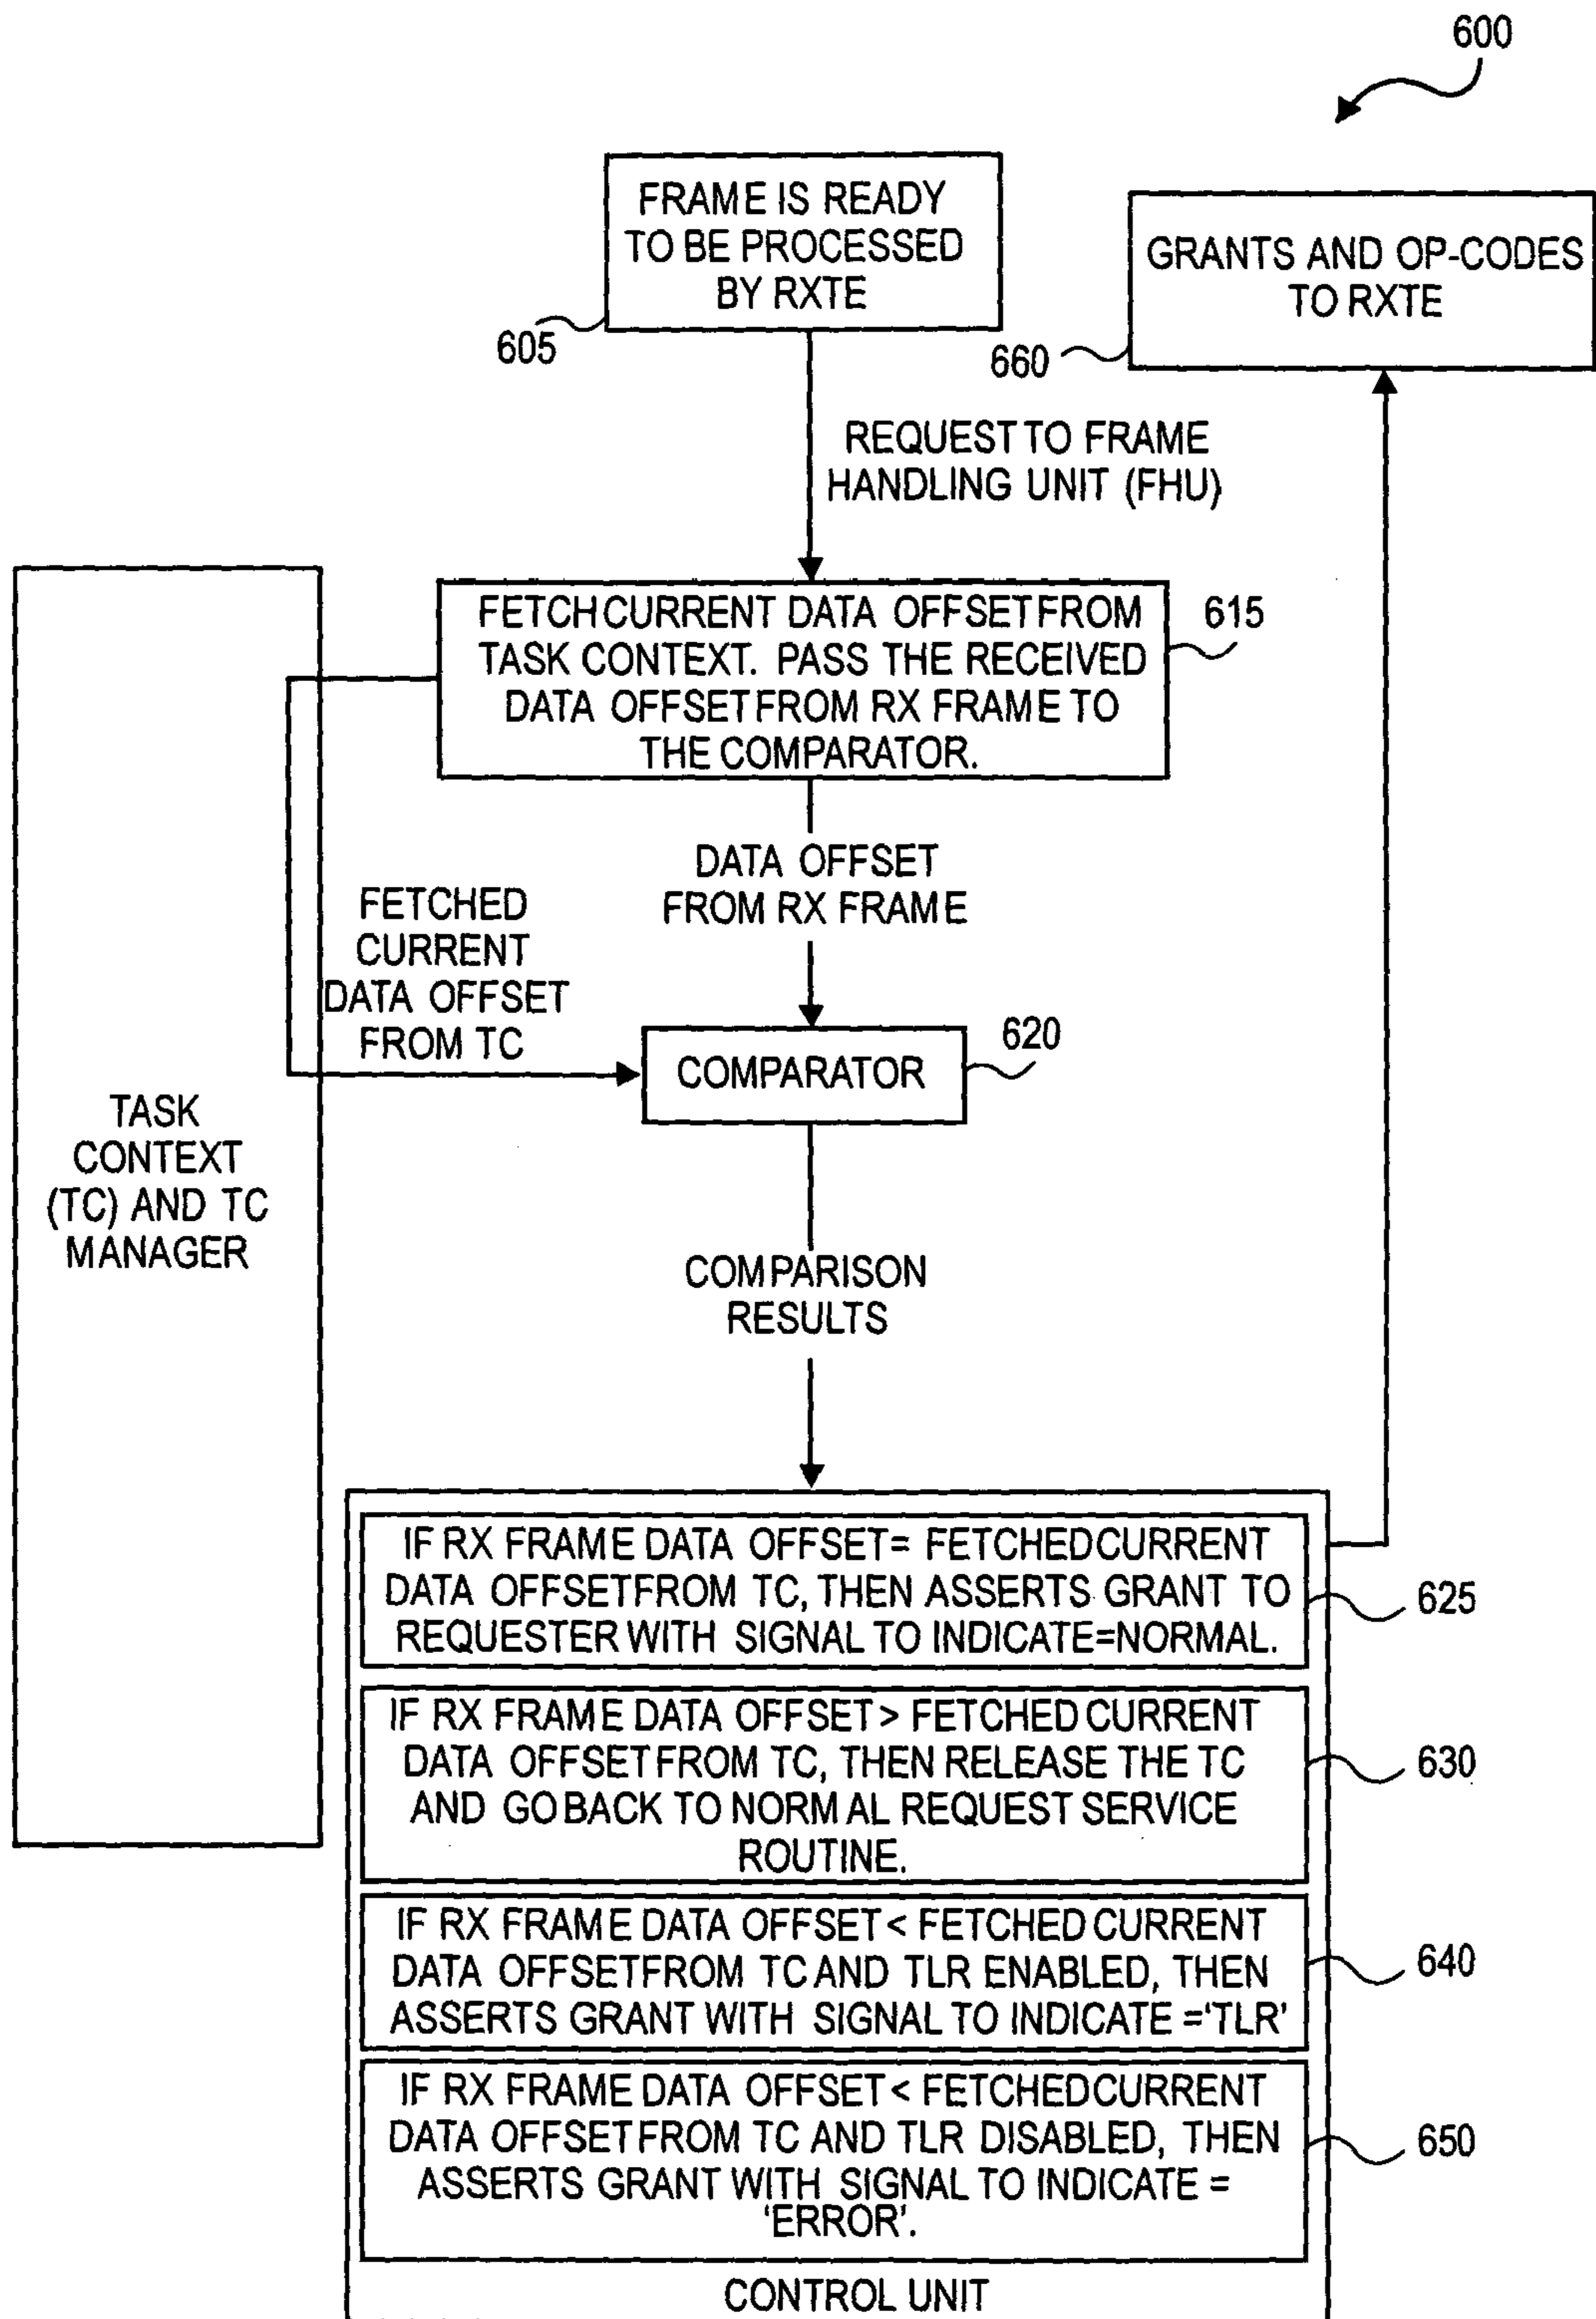 600
FRAME IS READY
TO BE PROCESSED
BY RXTE
605
GRANTS AND OP-CODES
TO RXTE
660
REQUEST TO FRAME
HANDLING UNIT (FHU)
FETCH CURRENT DATA OFFSET FROM
TASK CONTEXT. PASS THE RECEIVED
DATA OFFSET FROM RX FRAME TO
THE COMPARATOR.
615
DATA OFFSET
FROM RX FRAME
FETCHED
CURRENT
DATA OFFSET
FROM TC
COMPARATOR
620
TASK
CONTEXT
(TC) AND TC
MANAGER
COMPARISON
RESULTS
IF RX FRAME DATA OFFSET = FETCHED CURRENT
DATA OFFSET FROM TC, THEN ASSERTS GRANT TO
REQUESTER WITH SIGNAL TO INDICATE=NORMAL.
625
IF RX FRAME DATA OFFSET > FETCHED CURRENT
DATA OFFSET FROM TC, THEN RELEASE THE TC
AND GO BACK TO NORMAL REQUEST SERVICE
ROUTINE.
630
IF RX FRAME DATA OFFSET < FETCHED CURRENT
DATA OFFSET FROM TC AND TLR ENABLED, THEN
ASSERTS GRANT WITH SIGNAL TO INDICATE ='TLR'
640
IF RX FRAME DATA OFFSET < FETCHED CURRENT
DATA OFFSET FROM TC AND TLR DISABLED, THEN
ASSERTS GRANT WITH SIGNAL TO INDICATE =
'ERROR'.
650
CONTROL UNIT